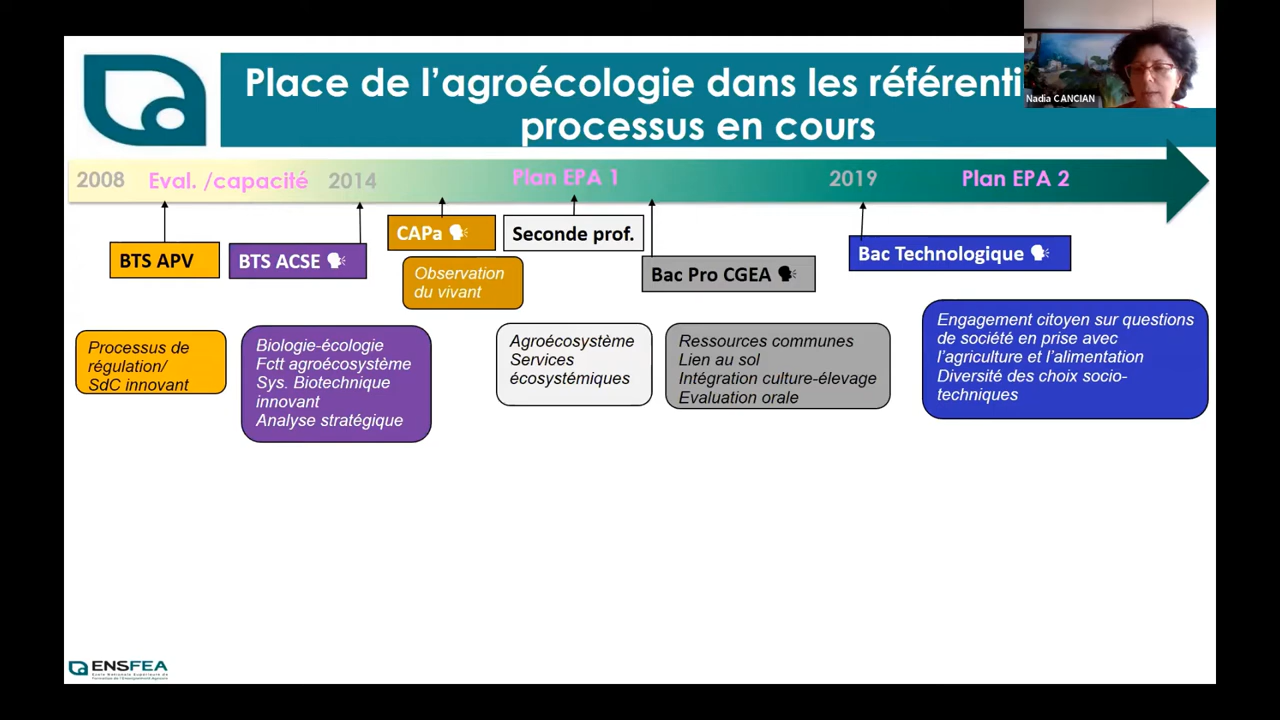 Place de l’agroécologie dans les référenti
processus en cours
Nadia CANCIAN
2008 Eval. /capacité 2014 Plan EPA 1 2019 Plan EPA 2
BTS APV
BTS ACSE
CAPa
Seconde prof.
Bac Pro CGEA
Bac Technologique
Observation
du vivant
Processus de
régulation/
SdC innovant
Biologie-écologie
Fctt agroécosystème
Sys. Biotechnique
innovant
Analyse stratégique
Agroécosystème
Services
écosystémiques
Ressources communes
Lien au sol
Intégration culture-élevage
Evaluation orale
Engagement citoyen sur questions
de société en prise avec
l’agriculture et l’alimentation
Diversité des choix socio-
techniques
ENSFEA